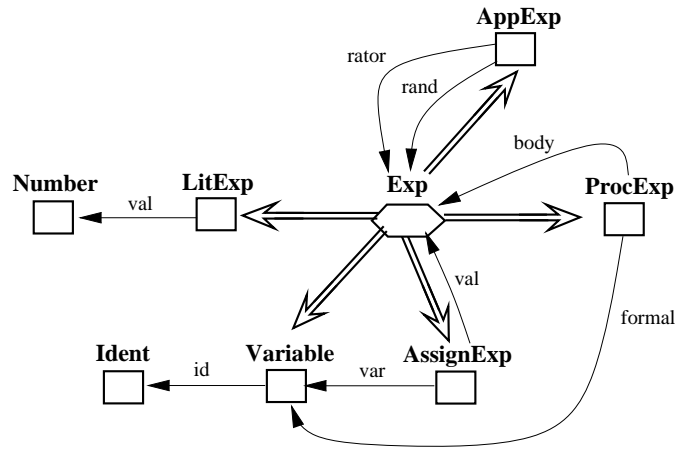 AppExp
rator
rand
body
Number
LitExp
Exp
ProcExp
val
val
formal
Ident
Variable
AssignExp
id
var